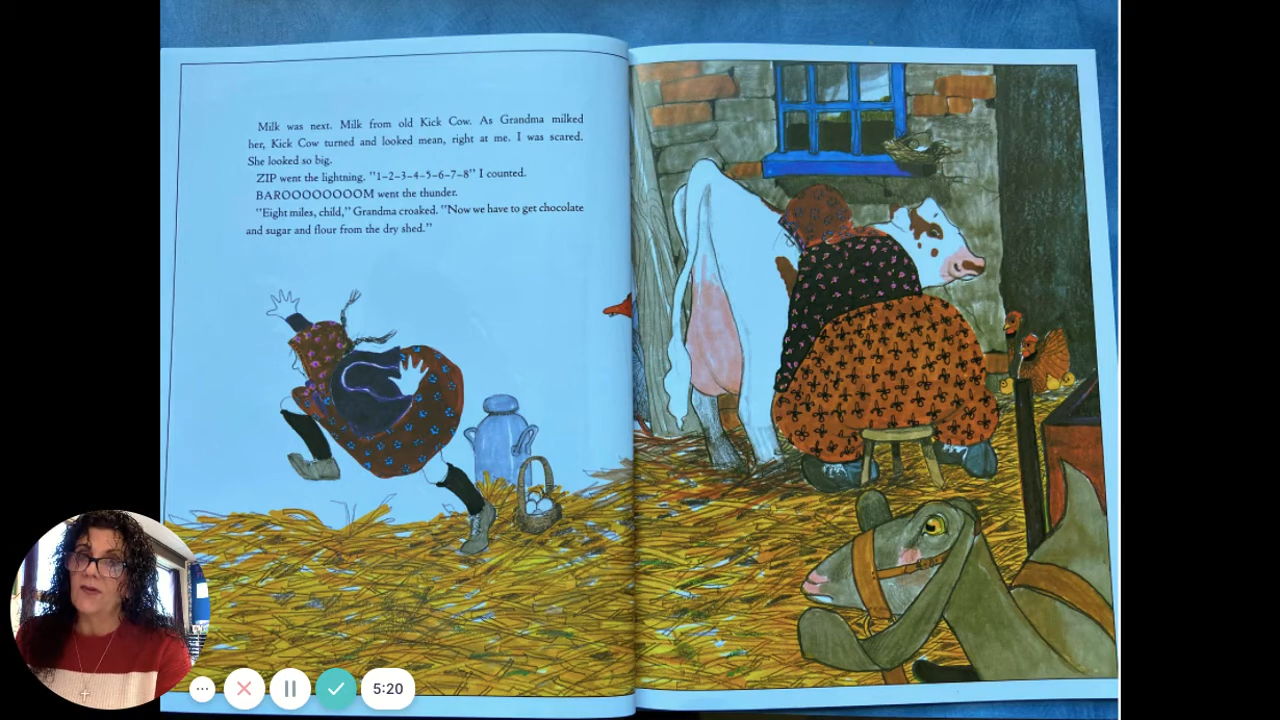 Milk was next. Milk from old Kick Cow. As Grandma milked
her, Kick Cow turned and looked mean, right at me. I was scared.
She looked so big.
ZIP went the lightning. "1-2-3-4-5-6-7-8" I counted.
BAROOOOOOOOM went the thunder.
"Eight miles, child," Grandma croaked. "Now we have to get chocolate
and sugar and flour from the dry shed."
5:20